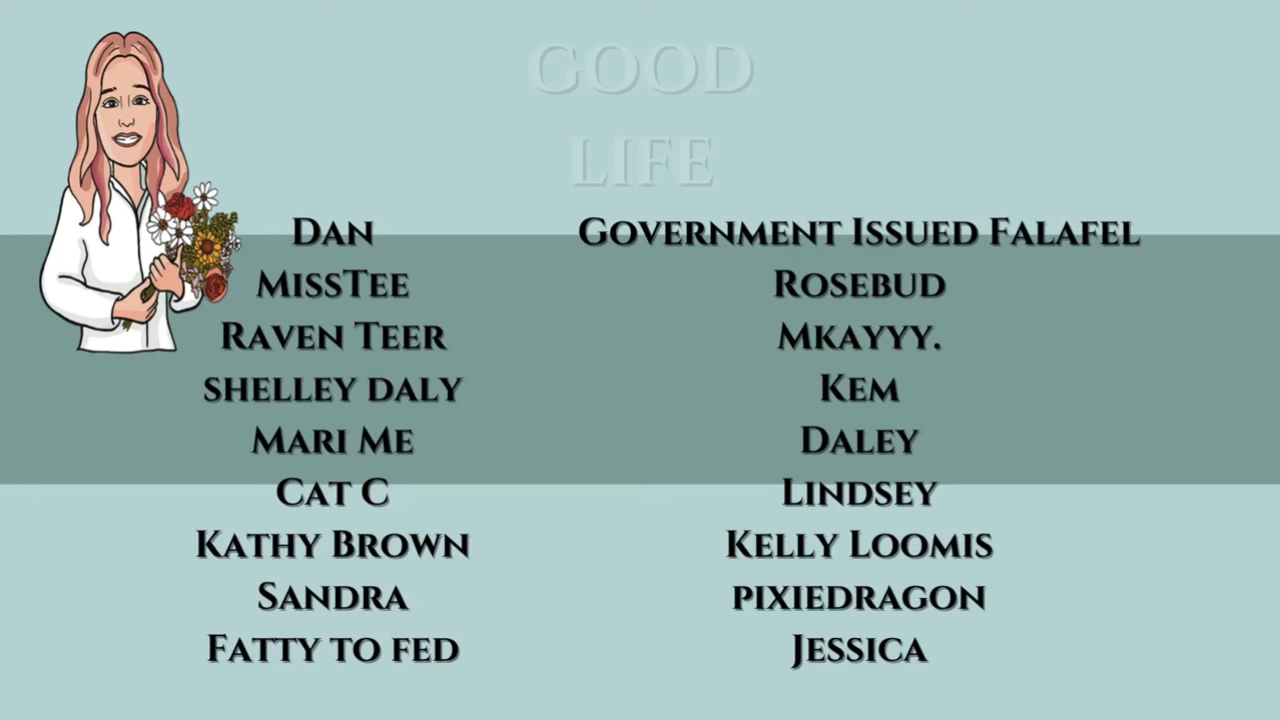 GOOD
LIFE
Dan
MissTee
Raven Teer
shelley daly
Mari Me
Cat C
Kathy Brown
Sandra
Fatty to fed
Government Issued Falafel
Rosebud
Mkayyy.
Kem
Daley
Lindsey
Kelly Loomis
pixiedragon
Jessica